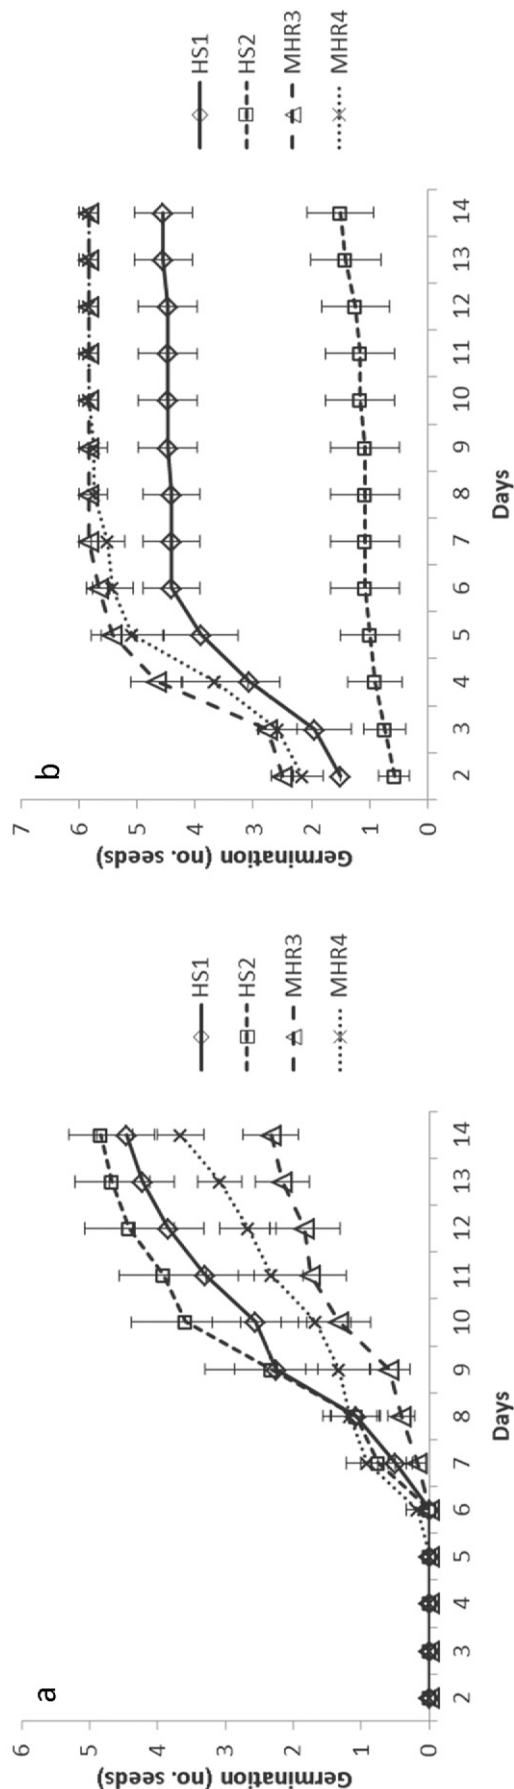 a
Germination (no. seeds)
6
5
4
3
2
1
0
2 3 4 5 6 7 8 9 10 11 12 13 14
Days
HS1
HS2
MHR3
MHR4
b
Germination (no. seeds)
7
6
5
4
3
2
1
0
2 3 4 5 6 7 8 9 10 11 12 13 14
Days
HS1
HS2
MHR3
MHR4